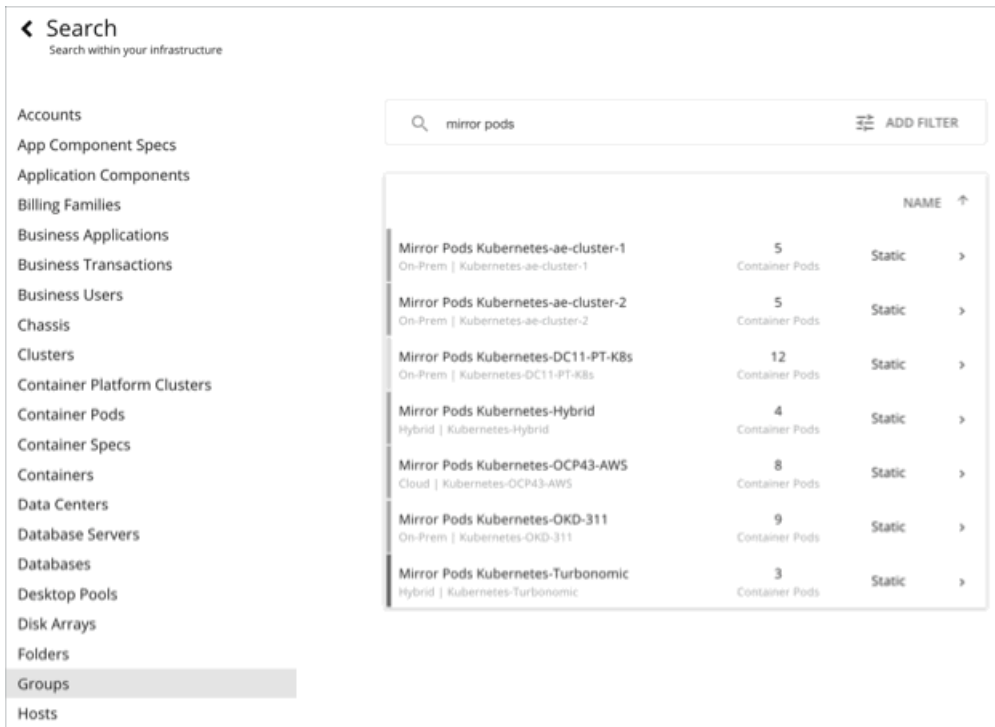 Search
Search within your infrastructure
Accounts
App Component Specs
Application Components
Billing Families
Business Applications
Business Transactions
Business Users
Chassis
Clusters
Container Platform Clusters
Container Pods
Container Specs
Containers
Data Centers
Database Servers
Databases
Desktop Pools
Disk Arrays
Folders
Groups
Hosts
mirror pods ADD FILTER
NAME
Mirror Pods Kubernetes-ae-cluster-1 5 Static
On-Prem | Kubernetes-ae-cluster-1 Container Pods
Mirror Pods Kubernetes-ae-cluster-2 5 Static
On-Prem | Kubernetes-ae-cluster-2 Container Pods
Mirror Pods Kubernetes-DC11-PT-K8s 12 Static
On-Prem | Kubernetes-DC11-PT-K8s Container Pods
Mirror Pods Kubernetes-Hybrid 4 Static
Hybrid | Kubernetes-Hybrid Container Pods
Mirror Pods Kubernetes-OCP43-AWS 8 Static
Cloud | Kubernetes-OCP43-AWS Container Pods
Mirror Pods Kubernetes-OKD-311 9 Static
On-Prem | Kubernetes-OKD-311 Container Pods
Mirror Pods Kubernetes-Turbonomic 3 Static
Hybrid | Kubernetes-Turbonomic Container Pods